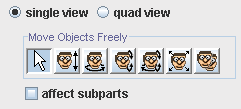 single view quad view
Move Objects Freely
affect subparts